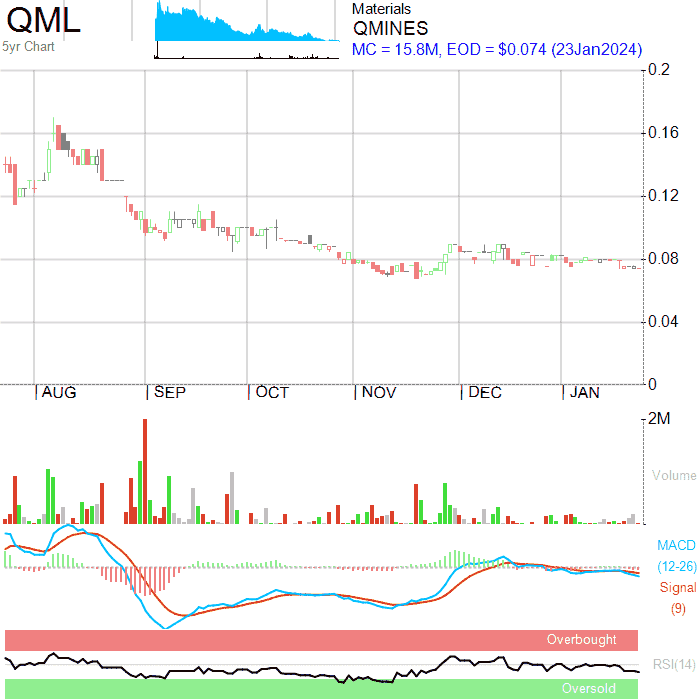 QML
5yr Chart
Materials
QMINES
MC = 15.8M, EOD = $0.074 (23Jan2024)
0.2
0.16
0.12
0.08
0.04
0
AUG SEP OCT NOV DEC JAN
2M
Volume
MACD
(12-26)
Signal
(9)
Overbought
RSI(14)
Oversold